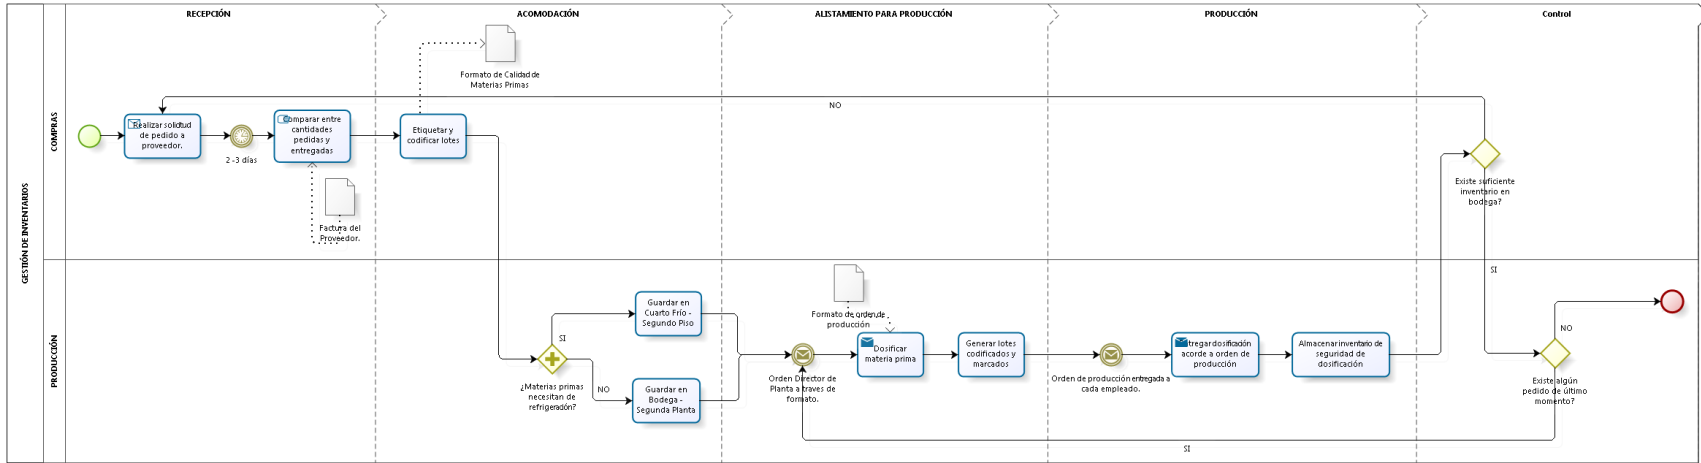 RECEPCIÓN
ACOMODACIÓN
ALISTAMIENTO PARA PRODUCCIÓN
PRODUCCIÓN
Control
GESTIÓN DE INVENTARIOS
COMPRAS
Realizar solicitud
de pedido a
proveedor.
2 -3 días
Comparar entre
cantidades
pedidas y
entregadas
Factura del
Proveedor.
Etiquetar y
codificar lotes
Formato de Calidad de
Materias Primas
NO
Existe suficiente
inventario en
bodega?
SI
PRODUCCIÓN
¿Materias primas
necesitan de
refrigeración?
SI
NO
Guardar en
Cuarto Frío -
Segundo Piso
Guardar en
Bodega -
Segunda Planta
Orden Director de
Planta a traves de
formato.
Formato de orden de
producción
Dosificar
materia prima
Generar lotes
codificados y
marcados
Orden de producción entregada a
cada empleado.
tregar dosificación
acorde a orden de
producción
Almacenar inventario de
seguridad de
dosificación
NO
Existe algún
pedido de último
momento?
SI